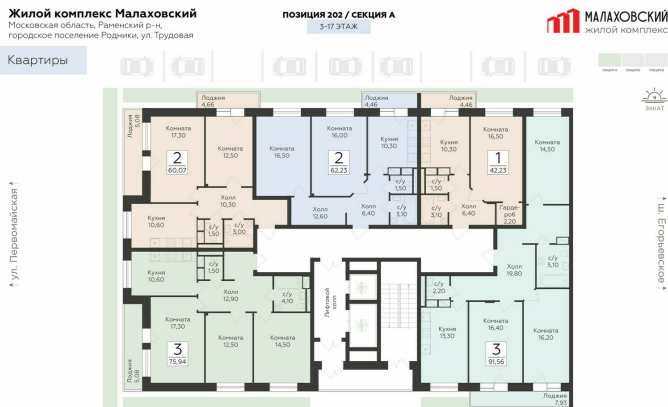 Жилой комплекс Малаховский
Московская область, Раменский р-н,
городское поселение Родники, ул. Трудовая
ПОЗИЦИЯ 202 / СЕКЦИЯ А
3-17 ЭТАЖ
МАЛАХОВСКИЙ
жилой комплекс
Квартиры
ЗАКАТ
ул. Первомайская
ш. Егорьевское
Лоджия
4,66
Лоджия
5,08
Комната
17,30
Комната
12,50
2
60,07
Холл
10,30
Кухня
10,60
с/у
1,50
с/у
3,00
Лоджия
4,46
Комната
16,50
Комната
16,00
2
62,23
Кухня
10,30
с/у
1,50
с/у
3,10
Холл
12,60
Холл
6,40
Лоджия
4,46
Кухня
10,30
Комната
16,50
1
42,23
с/у
1,50
с/у
3,10
Холл
6,40
Гарде-
роб
2,20
Комната
14,50
с/у
5,10
Холл
19,80
с/у
2,20
Кухня
13,30
Комната
16,40
3
91,56
Комната
16,20
Лоджия
7,93
Кухня
10,60
с/у
1,50
Холл
12,90
с/у
4,10
Комната
17,30
3
75,94
Комната
12,50
Комната
14,50
Лоджия
5,08
Лифтовой
холл